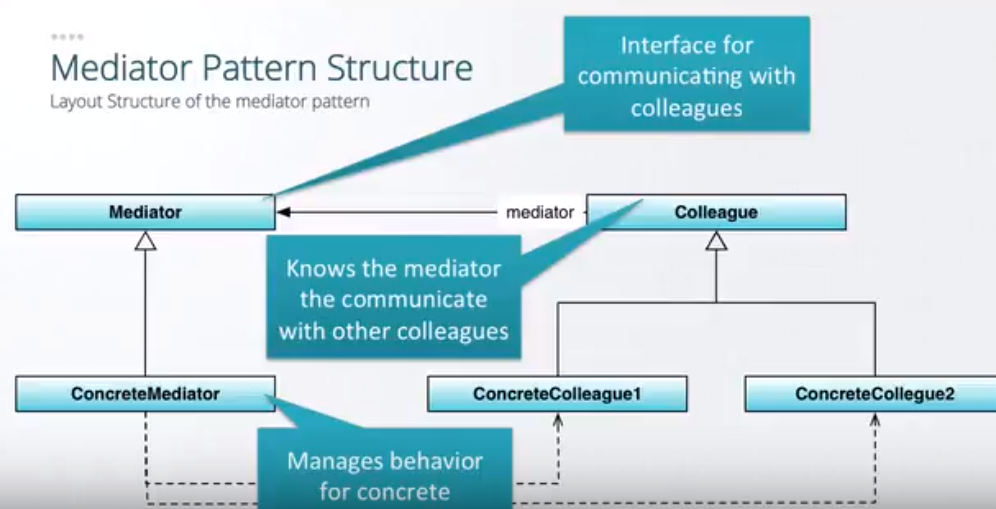 Mediator Pattern Structure
Layout Structure of the mediator pattern
Interface for
communicating with
colleagues
Mediator
mediator
Colleague
Knows the mediator
the communicate
with other colleagues
ConcreteMediator
ConcreteColleague1
ConcreteCollegue2
Manages behavior
for concrete